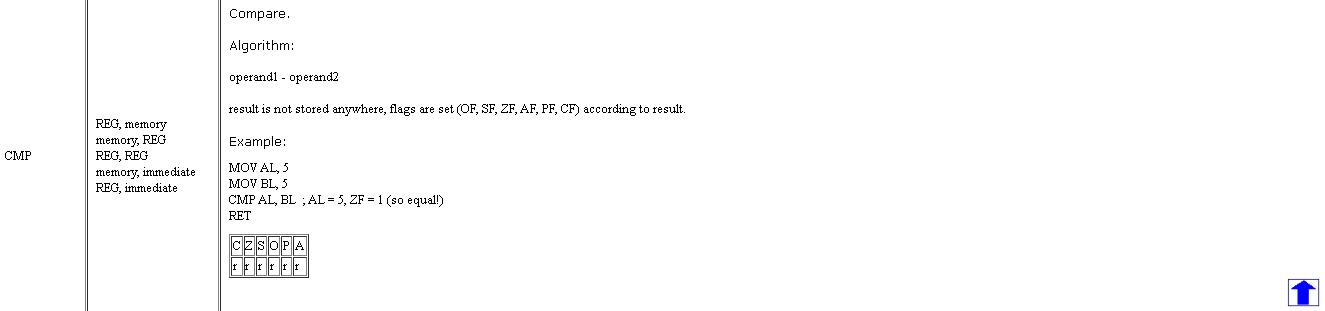 CMP
REG, memory
memory, REG
REG, REG
memory, immediate
REG, immediate
Compare.
Algorithm:
operand1 - operand2
result is not stored anywhere, flags are set (OF, SF, ZF, AF, PF, CF) according to result.
Example:
MOV AL, 5
MOV BL, 5
CMP AL, BL  ; AL = 5, ZF = 1 (so equal!)
RET
C Z S O P A
r r r r r r